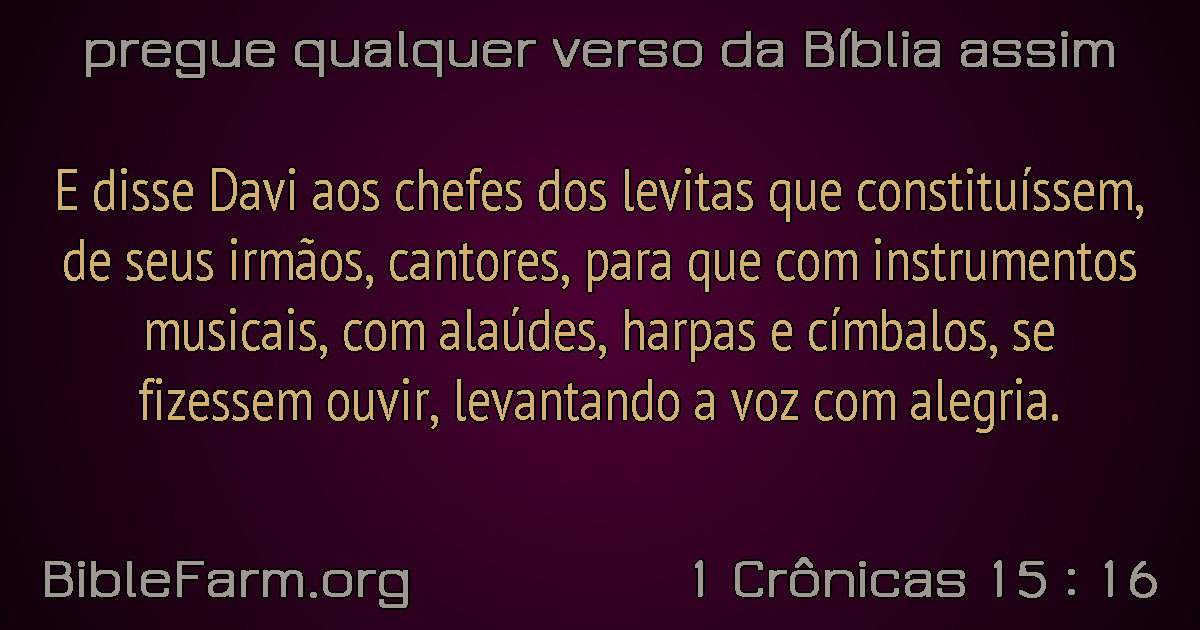 pregue qualquer verso da Bíblia assim
E disse Davi aos chefes dos levitas que constituíssem,
de seus irmãos, cantores, para que com instrumentos
musicais, com alaúdes, harpas e címbalos, se
fizessem ouvir, levantando a voz com alegria.
BibleFarm.org
1 Crônicas 15 : 16